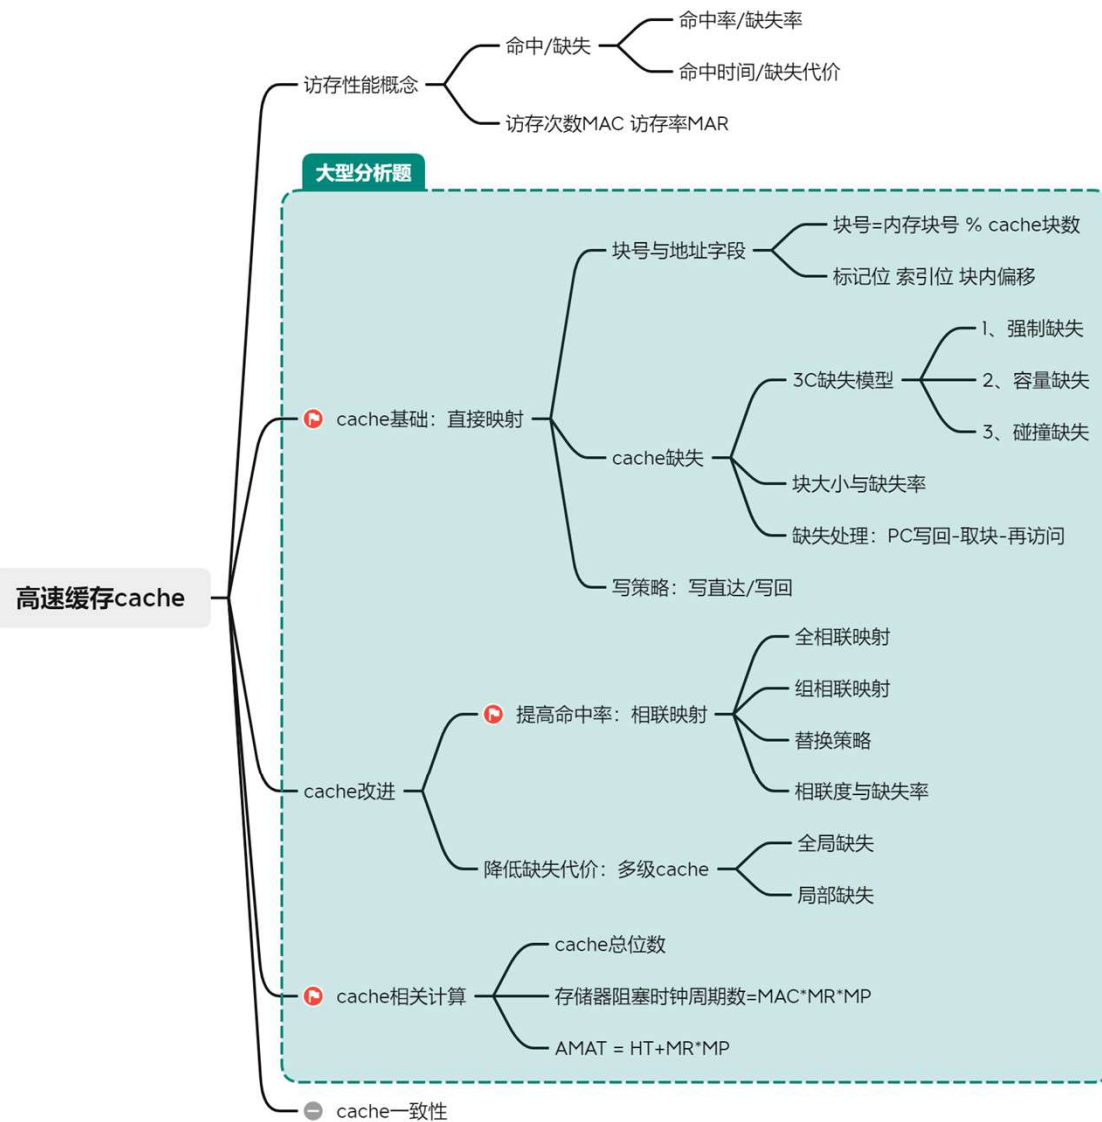 高速缓存cache
访存性能概念
命中/缺失
命中率/缺失率
命中时间/缺失代价
访存次数MAC 访存率MAR
大型分析题
cache基础：直接映射
块号与地址字段
块号=内存块号 % cache块数
标记位 索引位 块内偏移
cache缺失
3C缺失模型
1、强制缺失
2、容量缺失
3、碰撞缺失
块大小与缺失率
缺失处理：PC写回-取块-再访问
写策略：写直达/写回
cache改进
提高命中率：相联映射
全相联映射
组相联映射
替换策略
相联度与缺失率
降低缺失代价：多级cache
全局缺失
局部缺失
cache相关计算
cache总位数
存储器阻塞时钟周期数=MAC*MR*MP
AMAT = HT+MR*MP
cache一致性